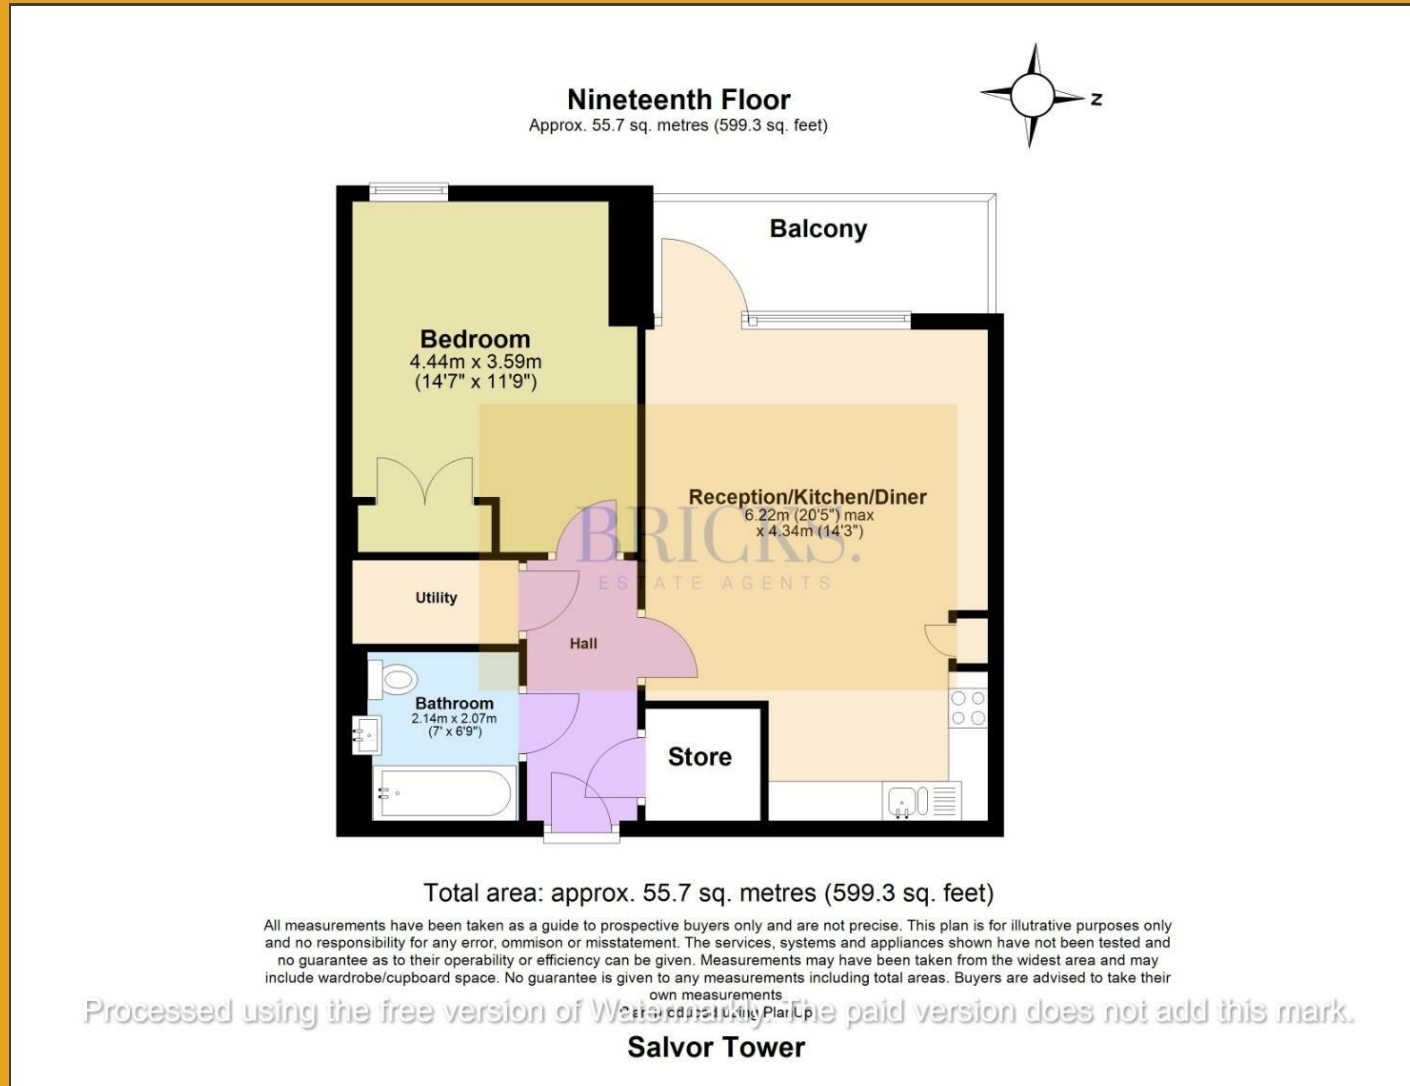 Nineteenth Floor
Approx. 55.7 sq. metres (599.3 sq. feet)
N
Balcony
Bedroom
4.44m x 3.59m
(14'7" x 11'9")
Reception/Kitchen/Diner
6.22m (20'5") max
x 4.34m (14'3")
BRICKS.
ESTATE AGENTS
Utility
Hall
Bathroom
2.14m x 2.07m
(7' x 6'9")
Store
Total area: approx. 55.7 sq. metres (599.3 sq. feet)
All measurements have been taken as a guide to prospective buyers only and are not precise. This plan is for illutrative purposes only
and no responsibility for any error, ommison or misstatement. The services, systems and appliances shown have not been tested and
no guarantee as to their operability or efficiency can be given. Measurements may have been taken from the widest area and may
include wardrobe/cupboard space. No guarantee is given to any measurements including total areas. Buyers are advised to take their
own measurements
Plan produced using PlanUp.
Processed using the free version of Watermarkly. The paid version does not add this mark.
Salvor Tower